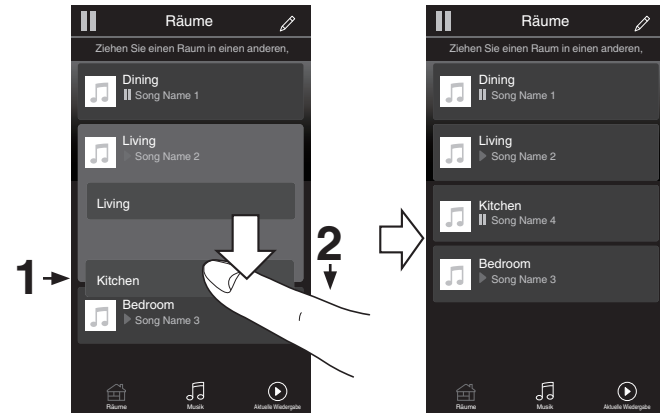 Räume
Ziehen Sie einen Raum in einen anderen,
Dining
Song Name 1
Living
Song Name 2
Living
Kitchen
Bedroom
Song Name 3
Räume
Musik
Aktuelle Wiedergabe
1
2
Räume
Ziehen Sie einen Raum in einen anderen,
Dining
Song Name 1
Living
Song Name 2
Kitchen
Song Name 4
Bedroom
Song Name 3
Räume
Musik
Aktuelle Wiedergabe